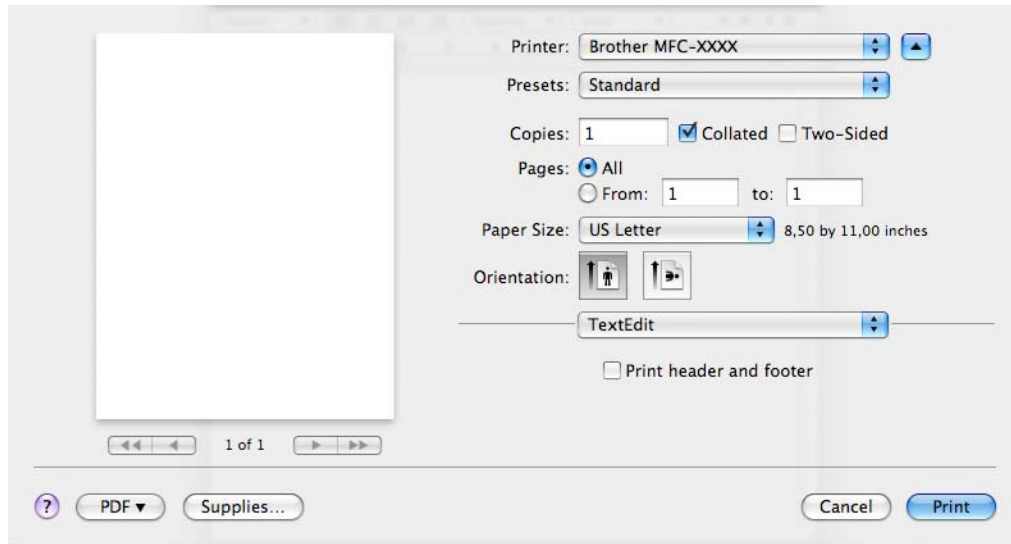 Printer: Brother MFC-XXXX
Presets: Standard
Copies: 1 Collated Two-Sided
Pages: All
From: 1 to: 1
Paper Size: US Letter 8,50 by 11,00 inches
Orientation:
TextEdit
Print header and footer
1 of 1
? PDF ▼ Supplies... Cancel Print